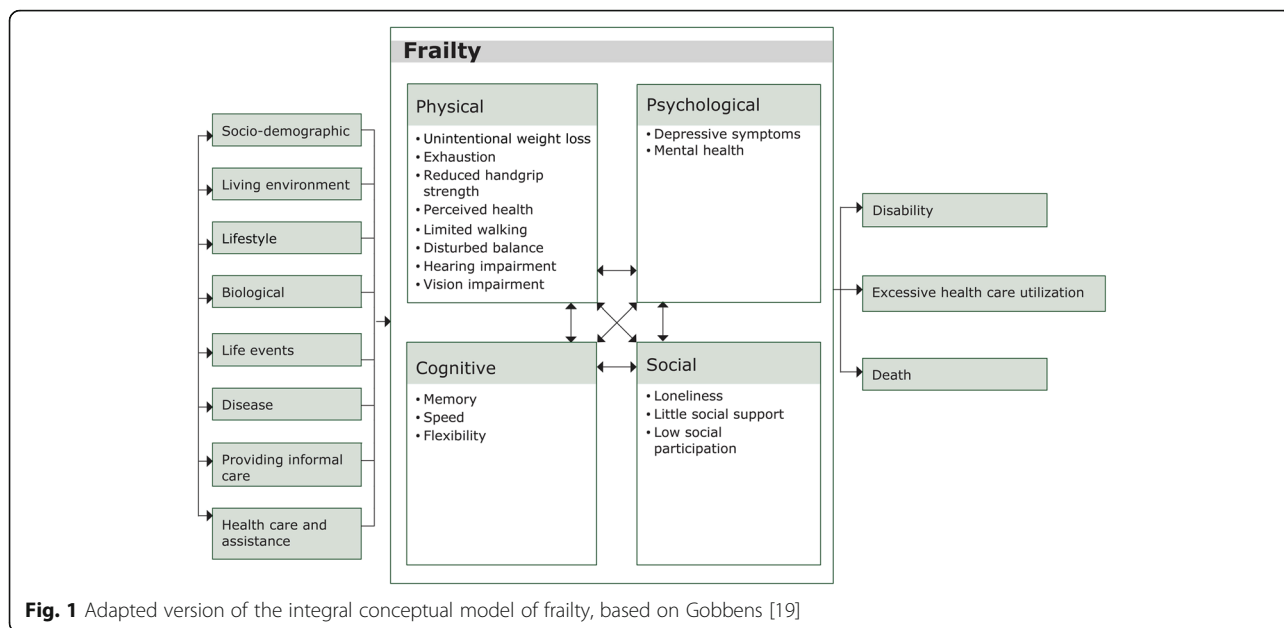 Frailty
Socio-demographic
Living environment
Lifestyle
Biological
Life events
Disease
Providing informal
care
Health care and
assistance
Physical
• Unintentional weight loss
• Exhaustion
• Reduced handgrip
strength
• Perceived health
• Limited walking
• Disturbed balance
• Hearing impairment
• Vision impairment
Psychological
• Depressive symptoms
• Mental health
Cognitive
• Memory
• Speed
• Flexibility
Social
• Loneliness
• Little social support
• Low social
participation
Disability
Excessive health care utilization
Death
Fig. 1 Adapted version of the integral conceptual model of frailty, based on Gobbens [19]